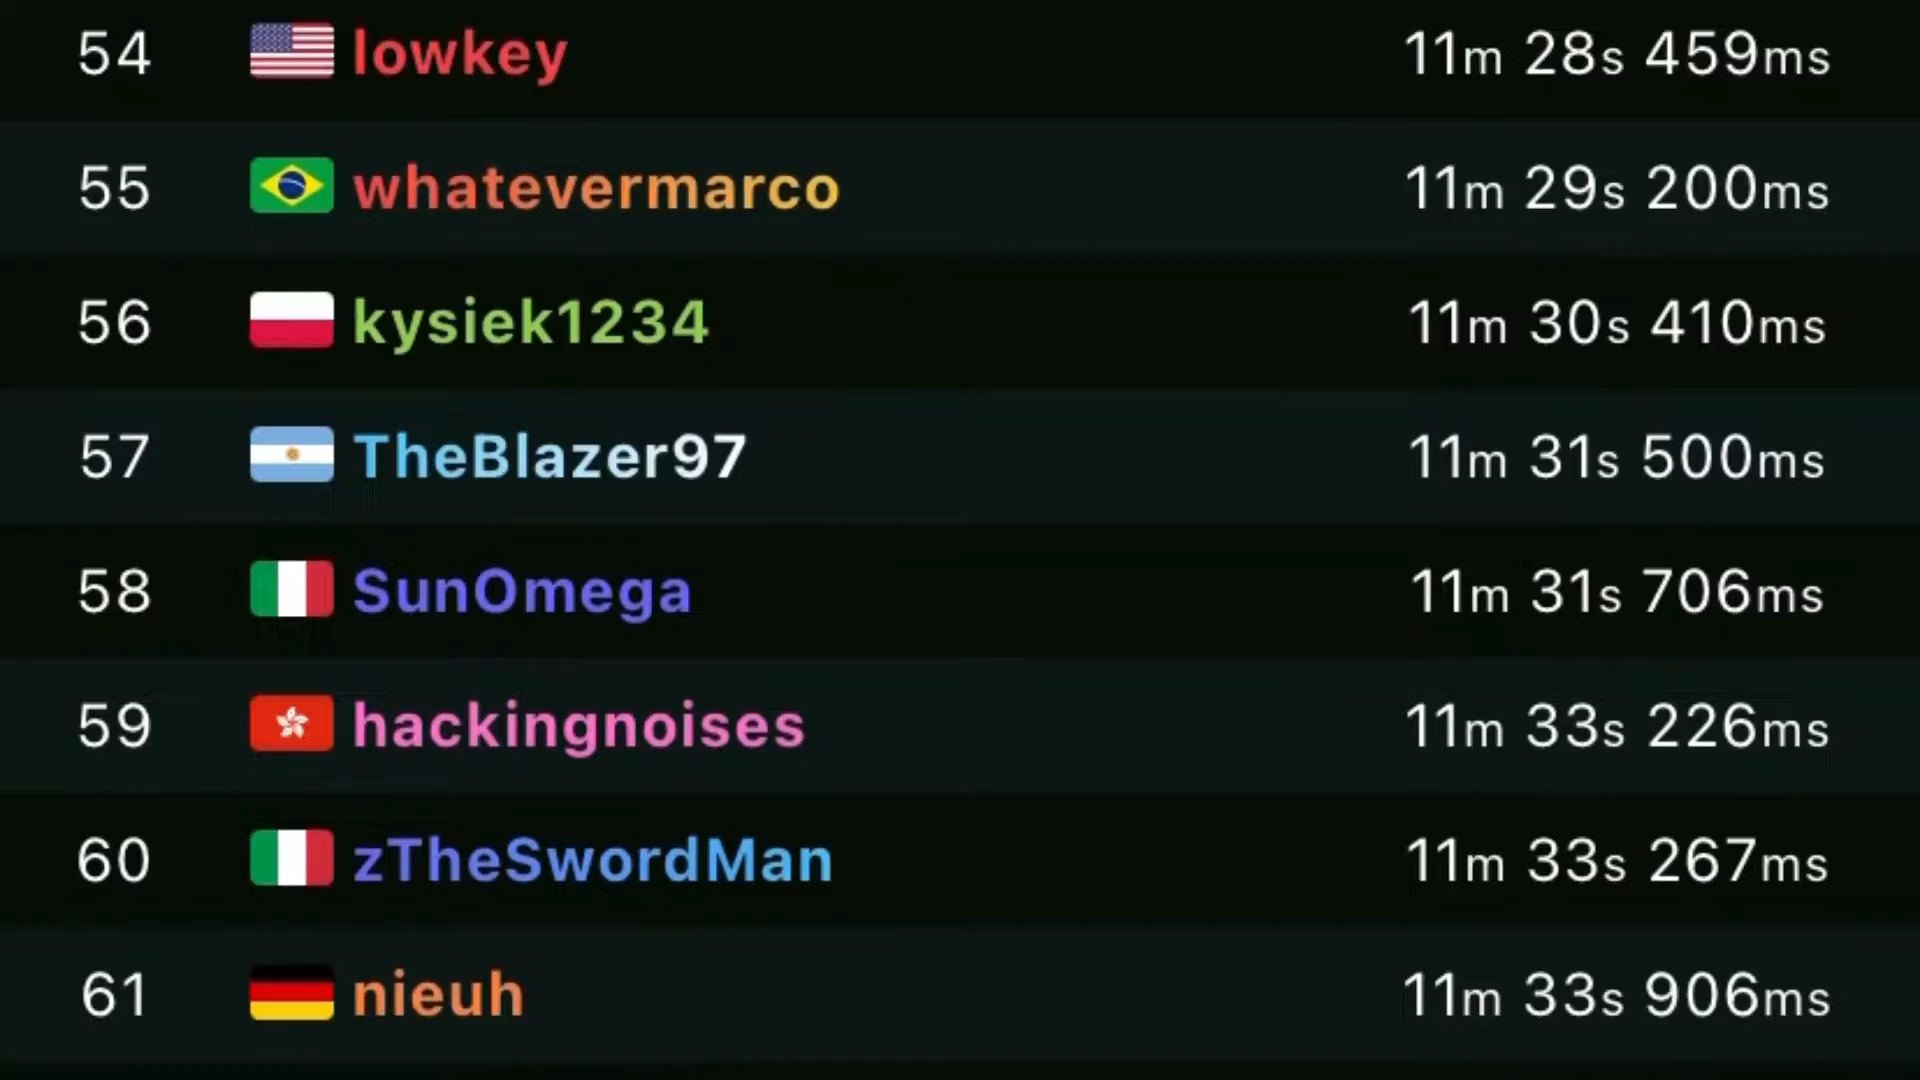 54 lowkey 11m 28s 459ms
55 whatevermarco 11m 29s 200ms
56 kysiek1234 11m 30s 410ms
57 TheBlazer97 11m 31s 500ms
58 SunOmega 11m 31s 706ms
59 hackingnoises 11m 33s 226ms
60 zTheSwordMan 11m 33s 267ms
61 nieuh 11m 33s 906ms